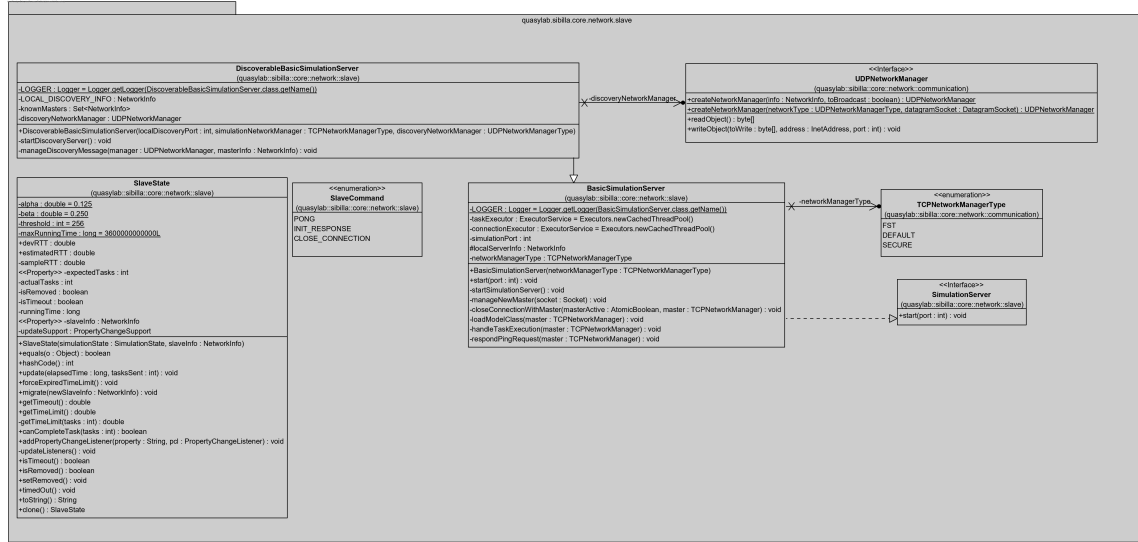 quasylab.sibilla.core.network.slave
DiscoverableBasicSimulationServer
(quasylab::sibilla::core::network::slave)
-LOGGER : Logger = Logger.getLogger(DiscoverableBasicSimulationServer.class.getName())
-LOCAL_DISCOVERY_INFO : NetworkInfo
-knownMasters : Set<NetworkInfo>
-discoveryNetworkManager : UDPNetworkManager
+DiscoverableBasicSimulationServer(localDiscoveryPort : int, simulationNetworkManager : TCPNetworkManagerType, discoveryNetworkManager : UDPNetworkManagerType)
-startDiscoveryServer() : void
-manageDiscoveryMessage(manager : UDPNetworkManager, masterInfo : NetworkInfo) : void
-discoveryNetworkManager
<<Interface>>
UDPNetworkManager
(quasylab::sibilla::core::network::communication)
+createNetworkManager(info : NetworkInfo, toBroadcast : boolean) : UDPNetworkManager
+createNetworkManager(networkType : UDPNetworkManagerType, datagramSocket : DatagramSocket) : UDPNetworkManager
+readObject() : byte[]
+writeObject(toWrite : byte[], address : InetAddress, port : int) : void
SlaveState
(quasylab::sibilla::core::network::slave)
-alpha : double = 0.125
-beta : double = 0.250
-threshold : int = 256
-maxRunningTime : long = 3600000000000L
+devRTT : double
+estimatedRTT : double
-sampleRTT : double
<<Property>> -expectedTasks : int
-actualTasks : int
-isRemoved : boolean
-isTimeout : boolean
-runningTime : long
<<Property>> -slaveInfo : NetworkInfo
-updateSupport : PropertyChangeSupport
+SlaveState(simulationState : SimulationState, slaveInfo : NetworkInfo)
+equals(o : Object) : boolean
+hashCode() : int
+update(elapsedTime : long, tasksSent : int) : void
+forceExpiredTimeLimit() : void
+migrate(newSlaveInfo : NetworkInfo) : void
+getTimeout() : double
+getTimeLimit() : double
-getTimeLimit(tasks : int) : double
+canCompleteTask(tasks : int) : boolean
+addPropertyChangeListener(property : String, pcl : PropertyChangeListener) : void
-updateListeners() : void
+isTimeout() : boolean
+isRemoved() : boolean
+setRemoved() : void
+timedOut() : void
+toString() : String
+clone() : SlaveState
<<enumeration>>
SlaveCommand
(quasylab::sibilla::core::network::slave)
PONG
INIT_RESPONSE
CLOSE_CONNECTION
BasicSimulationServer
(quasylab::sibilla::core::network::slave)
-LOGGER : Logger = Logger.getLogger(BasicSimulationServer.class.getName())
-taskExecutor : ExecutorService = Executors.newCachedThreadPool()
-connectionExecutor : ExecutorService = Executors.newCachedThreadPool()
-simulationPort : int
#localServerInfo : NetworkInfo
-networkManagerType : TCPNetworkManagerType
+BasicSimulationServer(networkManagerType : TCPNetworkManagerType)
+start(port : int) : void
-startSimulationServer() : void
-manageNewMaster(socket : Socket) : void
-closeConnectionWithMaster(masterActive : AtomicBoolean, master : TCPNetworkManager) : void
-loadModelClass(master : TCPNetworkManager) : void
-handleTaskExecution(master : TCPNetworkManager) : void
-respondPingRequest(master : TCPNetworkManager) : void
-networkManagerType
<<enumeration>>
TCPNetworkManagerType
(quasylab::sibilla::core::network::communication)
FST
DEFAULT
SECURE
<<Interface>>
SimulationServer
(quasylab::sibilla::core::network::slave)
+start(port : int) : void